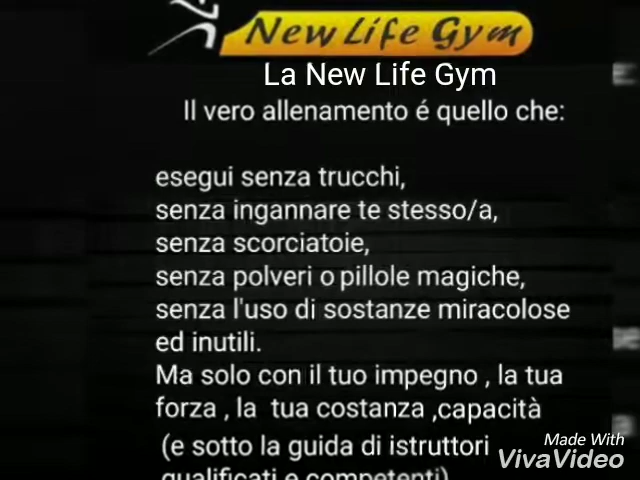 New Life Gym
La New Life Gym
Il vero allenamento é quello che:
esegui senza trucchi,
senza ingannare te stesso/a,
senza scorciatoie,
senza polveri o pillole magiche,
senza l'uso di sostanze miracolose
ed inutili.
Ma solo con il tuo impegno , la tua
forza , la tua costanza ,capacità
(e sotto la guida di istruttori
qualificati e competenti)
Made With
VivaVideo